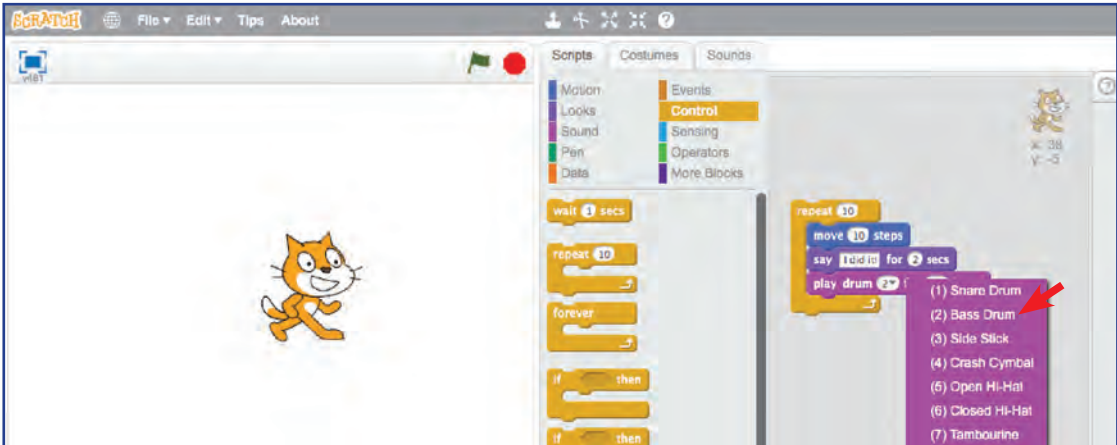 SCRATCH File Edit Tips About
v461
Scripts Costumes Sounds
Motion Events
Looks Control
Sound Sensing
Pen Operators
Data More Blocks
x: 38
y: -5
wait 1 secs
repeat 10
forever
if then
if then
repeat 10
move 10 steps
say I did it! for 2 secs
play drum 2
(1) Snare Drum
(2) Bass Drum
(3) Side Stick
(4) Crash Cymbal
(5) Open Hi-Hat
(6) Closed Hi-Hat
(7) Tambourine